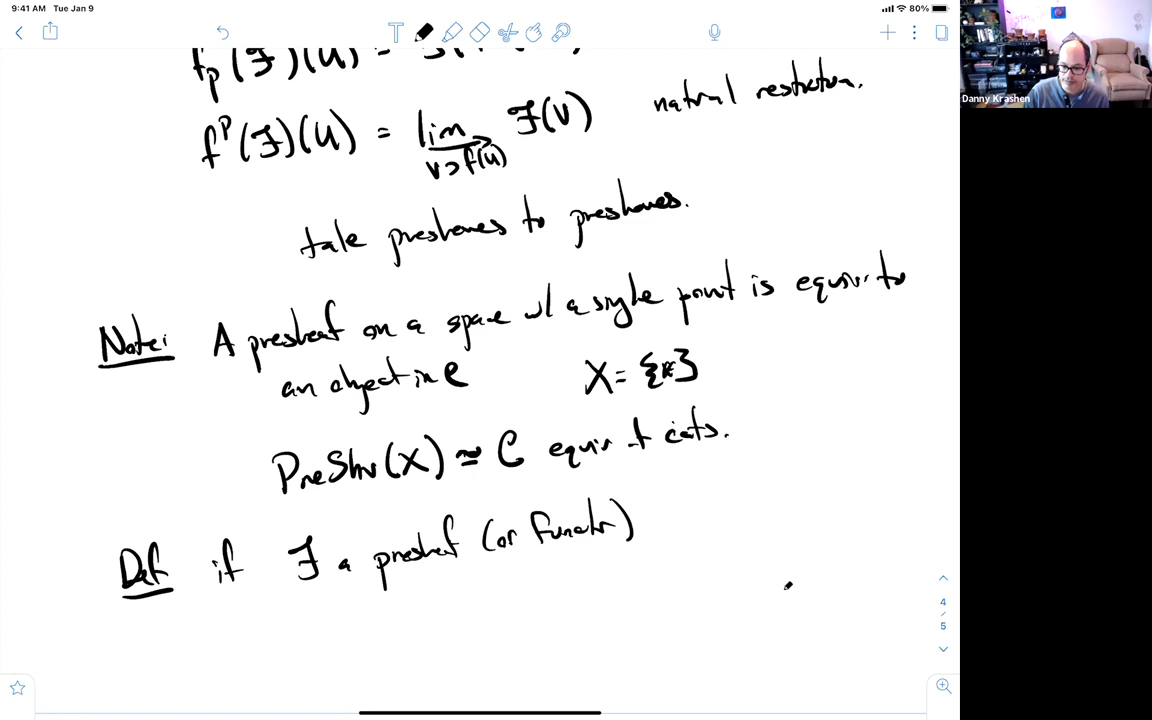 9:41 AM Tue Jan 9
80%
f_p(F)(U) =
f^p(F)(U) = lim F(V) natural restriction.
V⊃f(U)
take presheaves to presheaves.
Note: A presheaf on a space w/ a single point is equiv. to
an object in C X = {*}
PreShv(X) ≃ C equiv of cats.
Def if F a presheaf (or functor)
4
/
5
Danny Krashen